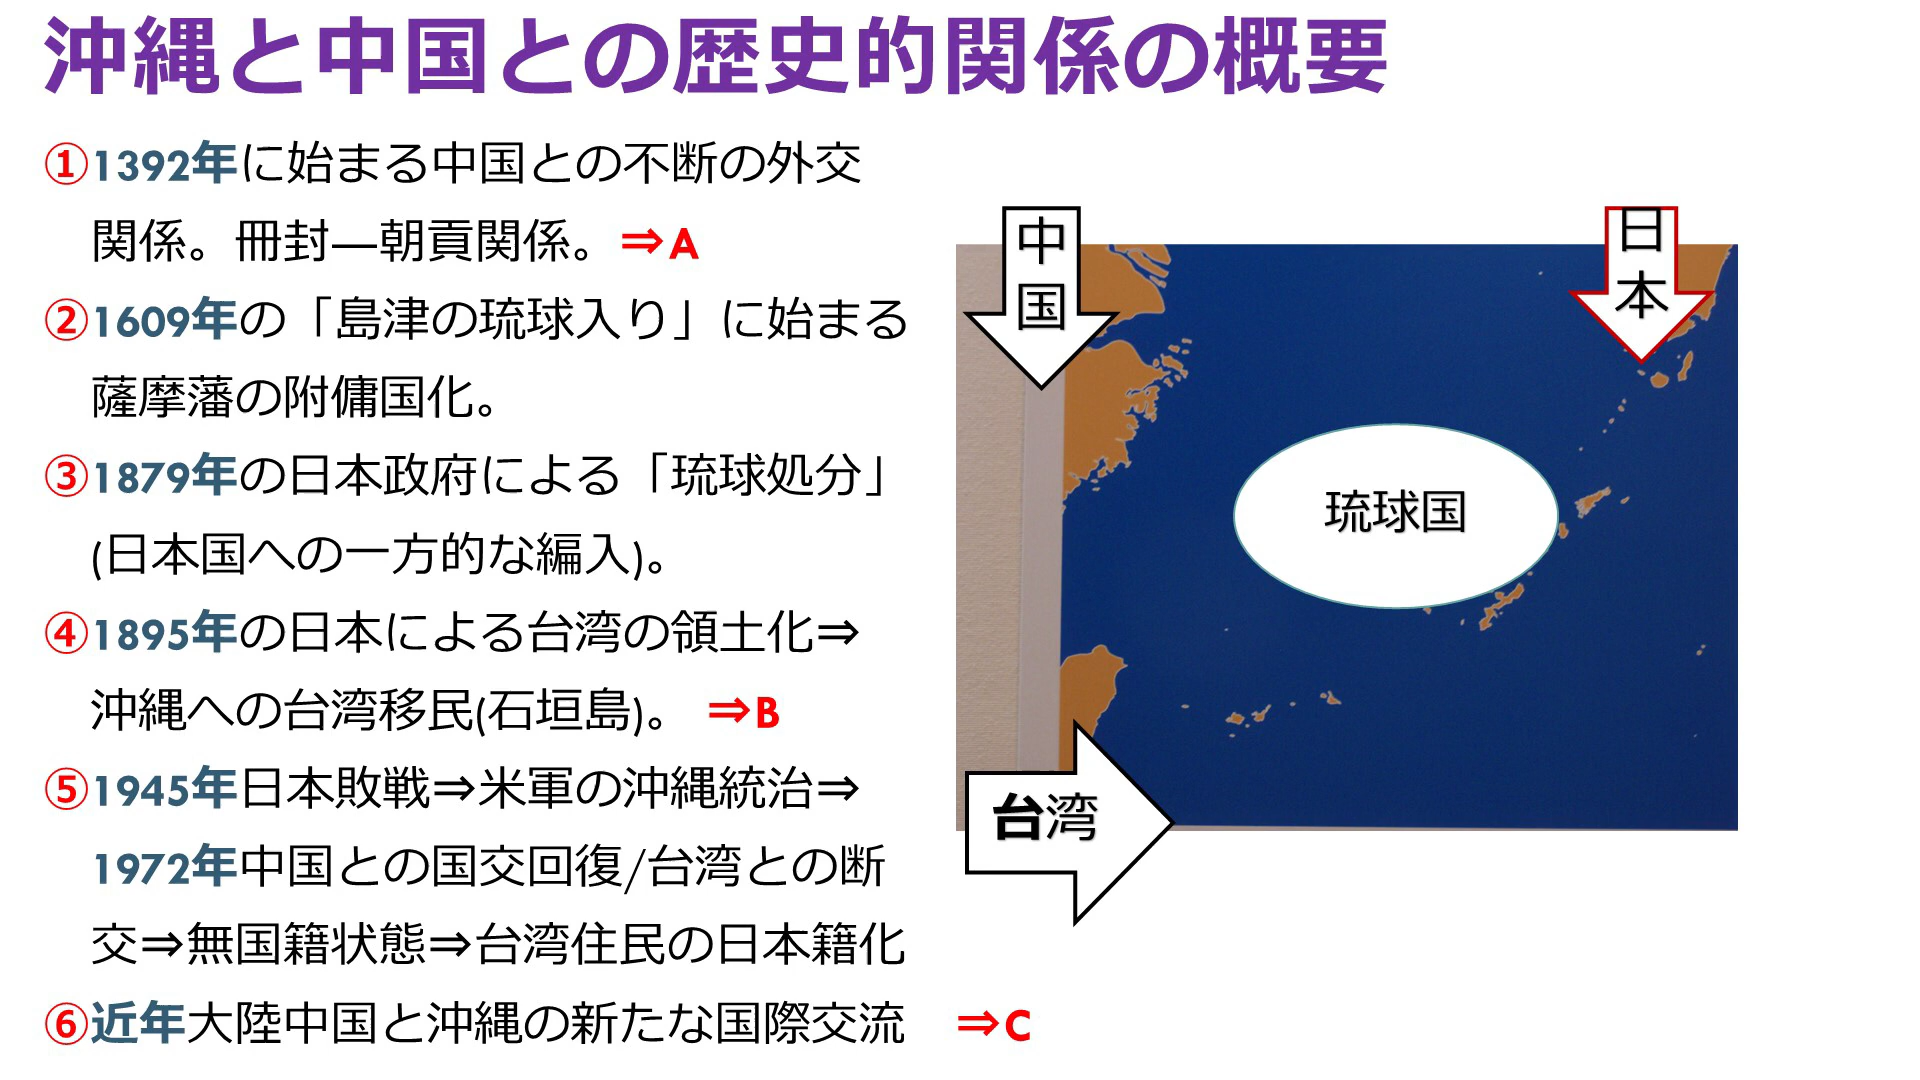 沖縄と中国との歴史的関係の概要
①1392年に始まる中国との不断の外交
関係。冊封―朝貢関係。⇒A
②1609年の「島津の琉球入り」に始まる
薩摩藩の附傭国化。
③1879年の日本政府による「琉球処分」
(日本国への一方的な編入)。
④1895年の日本による台湾の領土化⇒
沖縄への台湾移民(石垣島)。 ⇒B
⑤1945年日本敗戦⇒米軍の沖縄統治⇒
1972年中国との国交回復/台湾との断
交⇒無国籍状態⇒台湾住民の日本籍化
⑥近年大陸中国と沖縄の新たな国際交流 ⇒C
中国
日本
琉球国
台湾